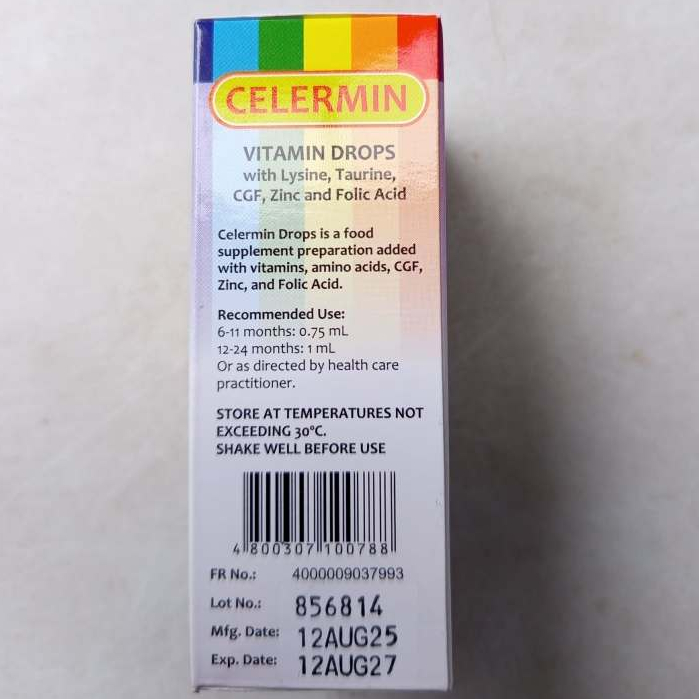 CELERMIN
VITAMIN DROPS
with Lysine, Taurine,
CGF, Zinc and Folic Acid
Celermin Drops is a food
supplement preparation added
with vitamins, amino acids, CGF,
Zinc, and Folic Acid.
Recommended Use:
6-11 months: 0.75 mL
12-24 months: 1 mL
Or as directed by health care
practitioner.
STORE AT TEMPERATURES NOT
EXCEEDING 30°C.
SHAKE WELL BEFORE USE
4 800307 100788
FR No.: 4000009037993
Lot No.: 856814
Mfg. Date: 12AUG25
Exp. Date: 12AUG27